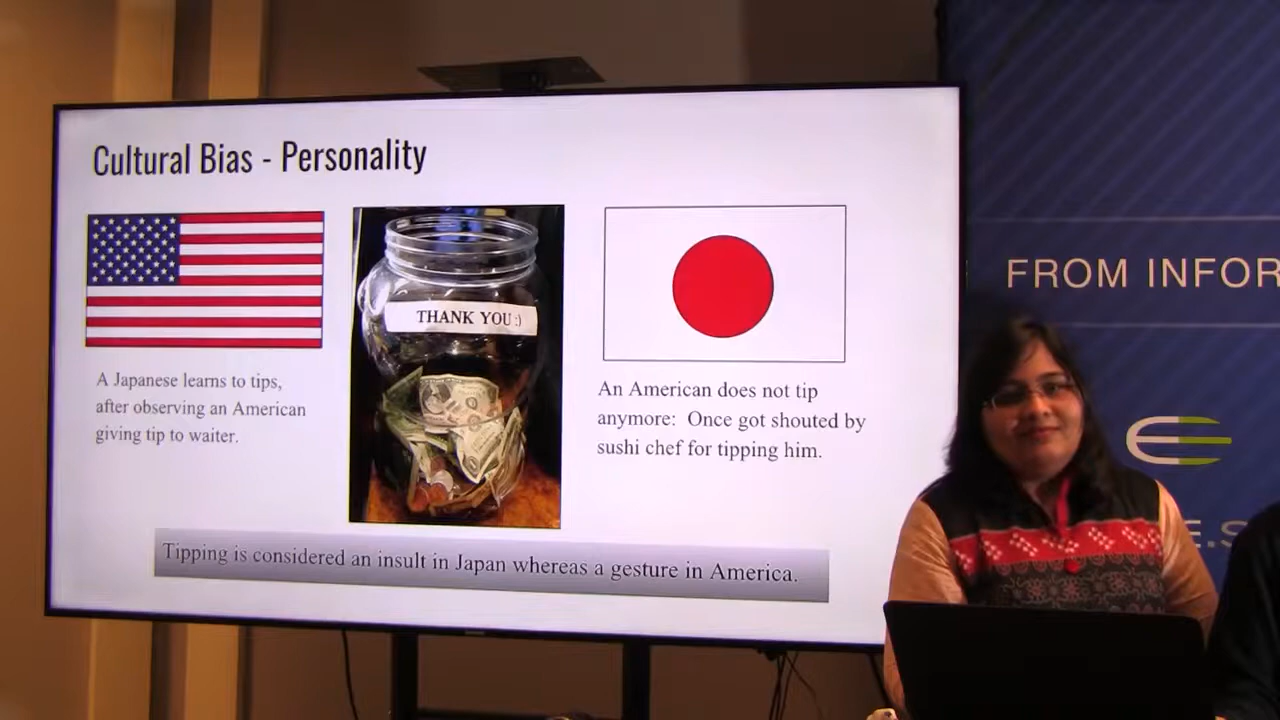 Cultural Bias - Personality
THANK YOU :)
A Japanese learns to tips,
after observing an American
giving tip to waiter.
An American does not tip
anymore: Once got shouted by
sushi chef for tipping him.
Tipping is considered an insult in Japan whereas a gesture in America.
FROM INFOR
E.S